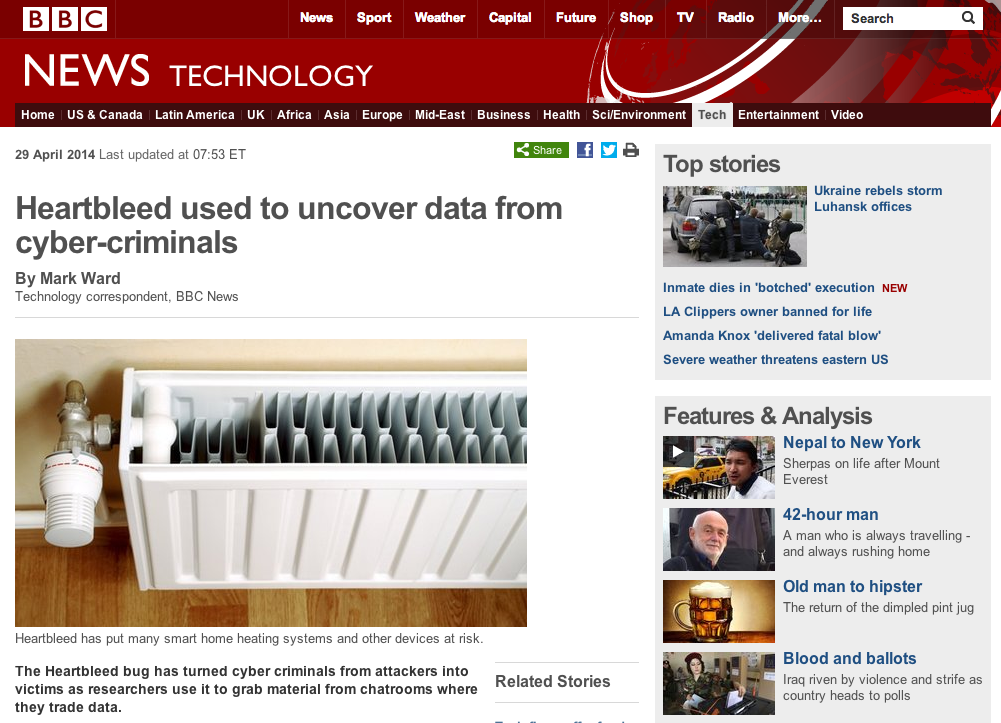 BBC
News
Sport
Weather
Capital
Future
Shop
TV
Radio
More...
Search
NEWS TECHNOLOGY
Home
US & Canada
Latin America
UK
Africa
Asia
Europe
Mid-East
Business
Health
Sci/Environment
Tech
Entertainment
Video
29 April 2014 Last updated at 07:53 ET
Share
Heartbleed used to uncover data from
cyber-criminals
By Mark Ward
Technology correspondent, BBC News
Heartbleed has put many smart home heating systems and other devices at risk.
The Heartbleed bug has turned cyber criminals from attackers into
victims as researchers use it to grab material from chatrooms where
they trade data.
Related Stories
Top stories
Ukraine rebels storm
Luhansk offices
Inmate dies in 'botched' execution NEW
LA Clippers owner banned for life
Amanda Knox 'delivered fatal blow'
Severe weather threatens eastern US
Features & Analysis
Nepal to New York
Sherpas on life after Mount
Everest
42-hour man
A man who is always travelling -
and always rushing home
Old man to hipster
The return of the dimpled pint jug
Blood and ballots
Iraq riven by violence and strife as
country heads to polls